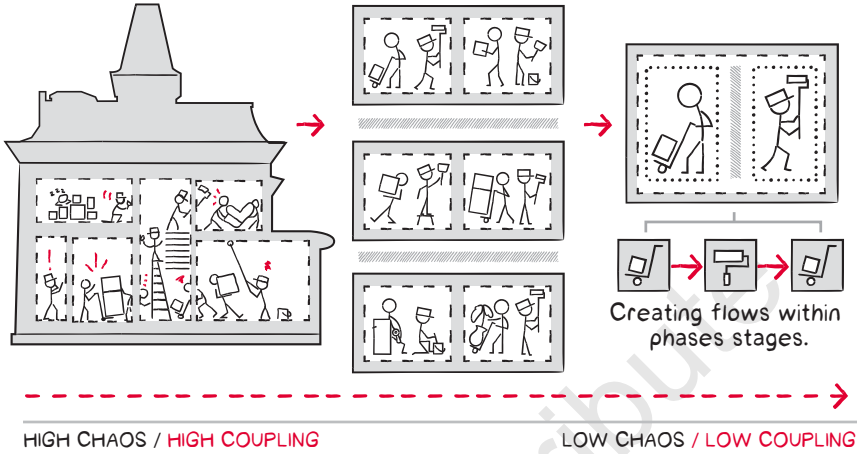 Creating flows within
phases stages.
HIGH CHAOS / HIGH COUPLING
LOW CHAOS / LOW COUPLING